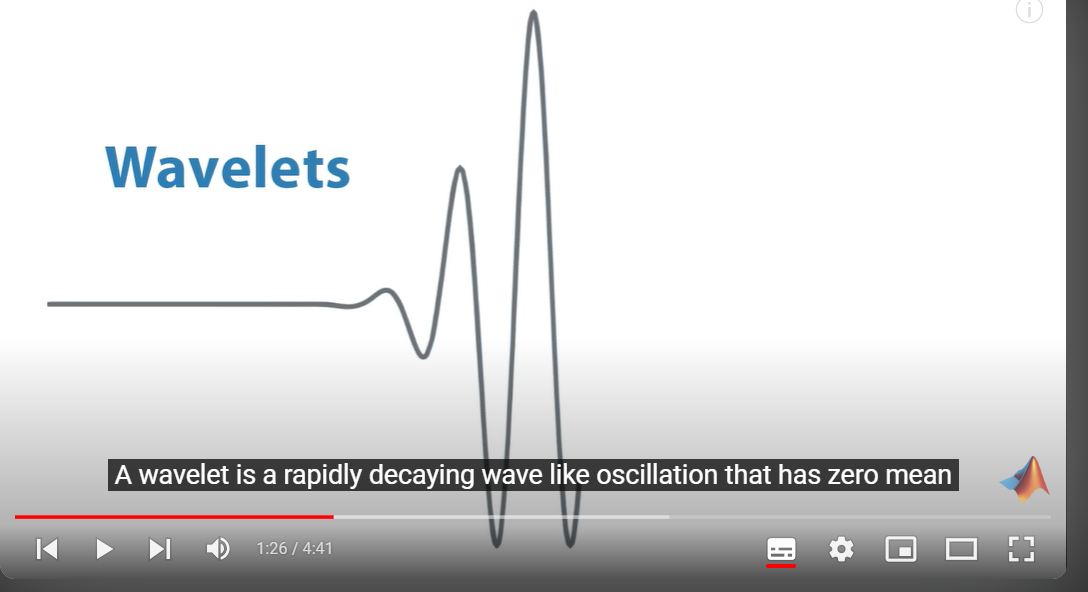 Wavelets
A wavelet is a rapidly decaying wave like oscillation that has zero mean
1:26 / 4:41